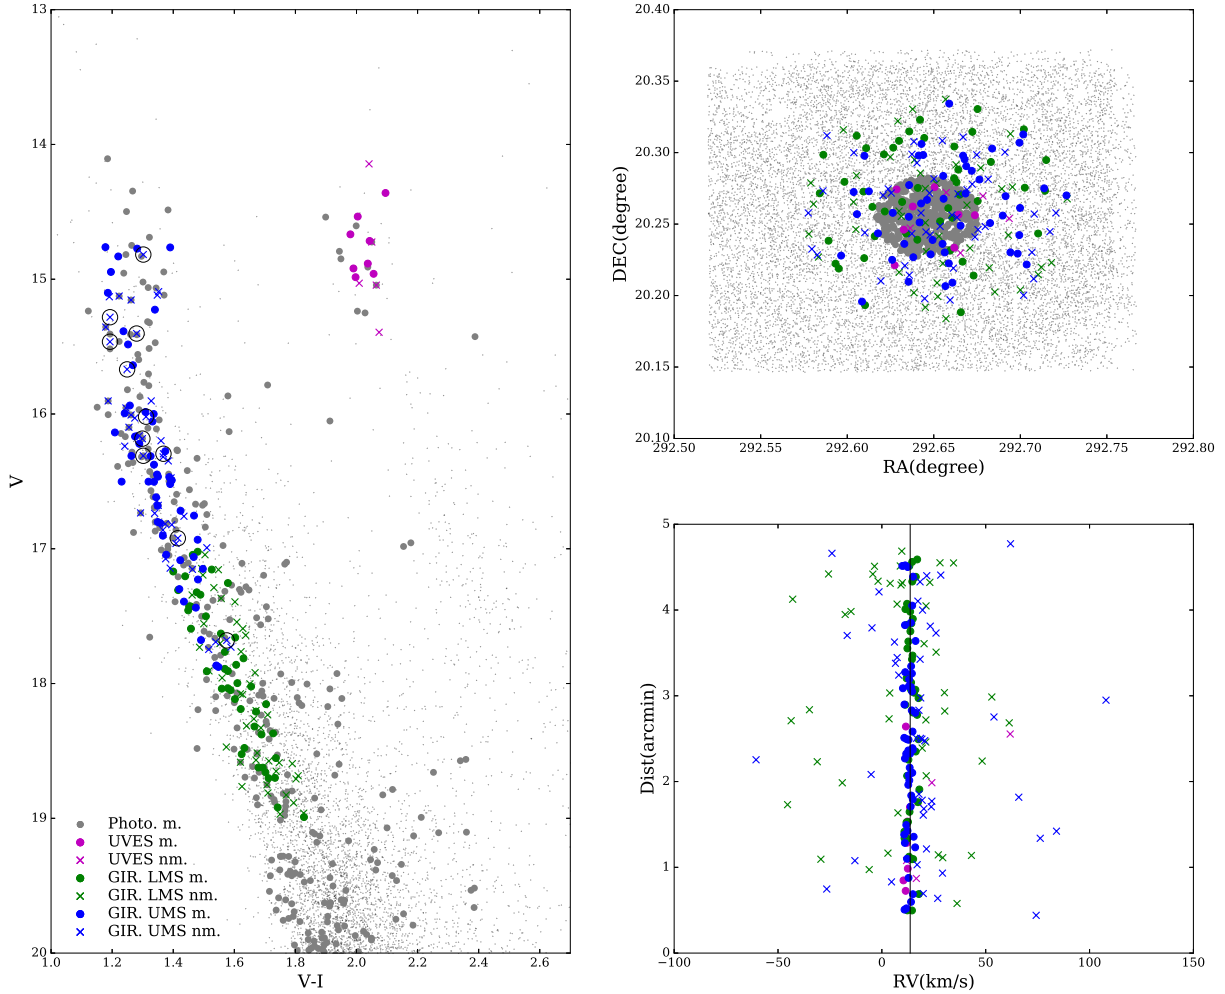 13
14
15
16
17
18
19
20
V
1.0 1.2 1.4 1.6 1.8 2.0 2.2 2.4 2.6
V-I
Photo. m.
UVES m.
UVES nm.
GIR. LMS m.
GIR. LMS nm.
GIR. UMS m.
GIR. UMS nm.
20.40
20.35
20.30
20.25
20.20
20.15
20.10
DEC(degree)
292.50 292.55 292.60 292.65 292.70 292.75 292.80
RA(degree)
5
4
3
2
1
0
Dist(arcmin)
−100 −50 0 50 100 150
RV(km/s)